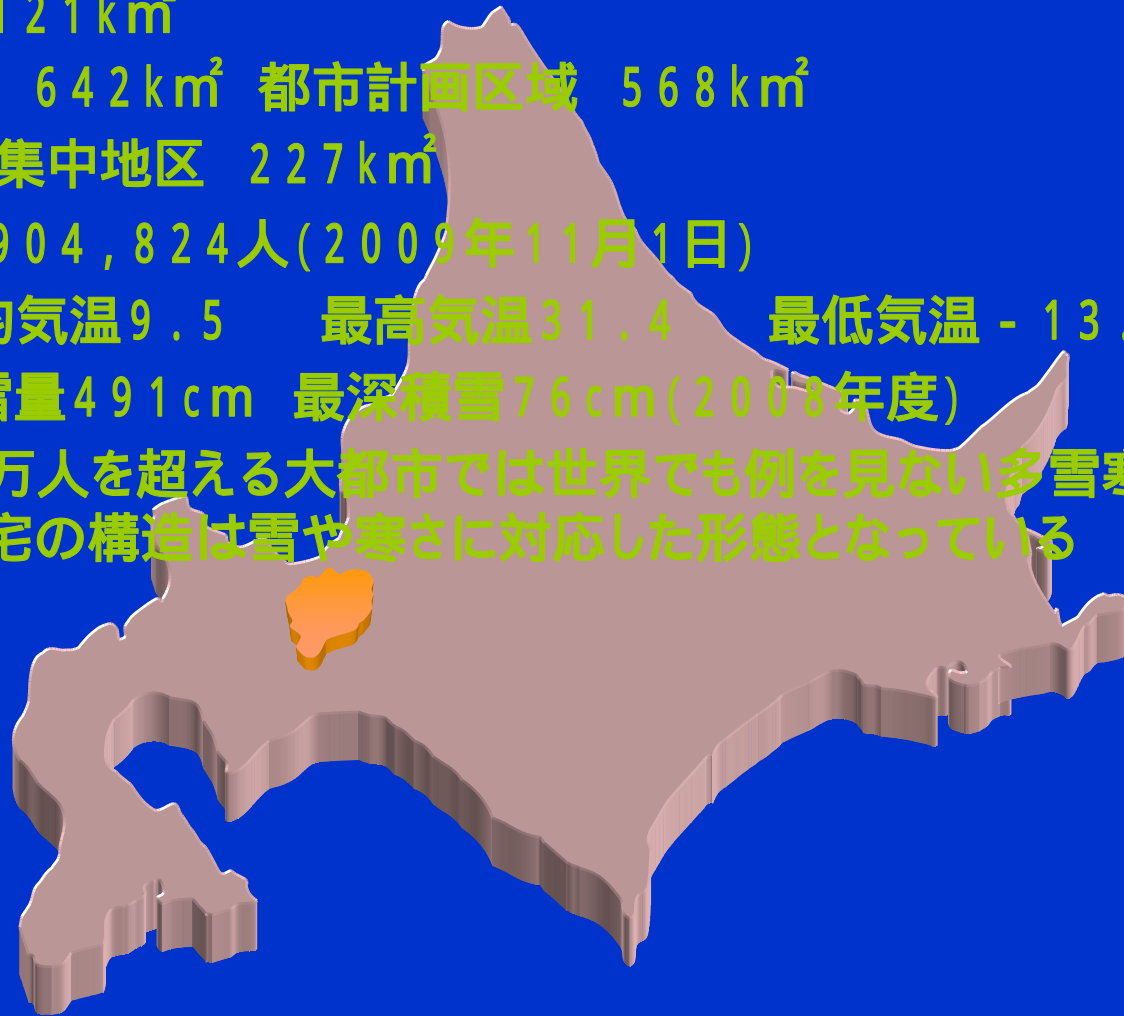 121k㎡
642k㎡ 都市計画区域 568k㎡
集中地区 227k㎡
904,824人(2009年11月1日)
均気温9.5 最高気温31.4 最低気温-13.
雪量491cm 最深積雪76cm(2008年度)
万人を超える大都市では世界でも例を見ない多雪寒
宅の構造は雪や寒さに対応した形態となっている